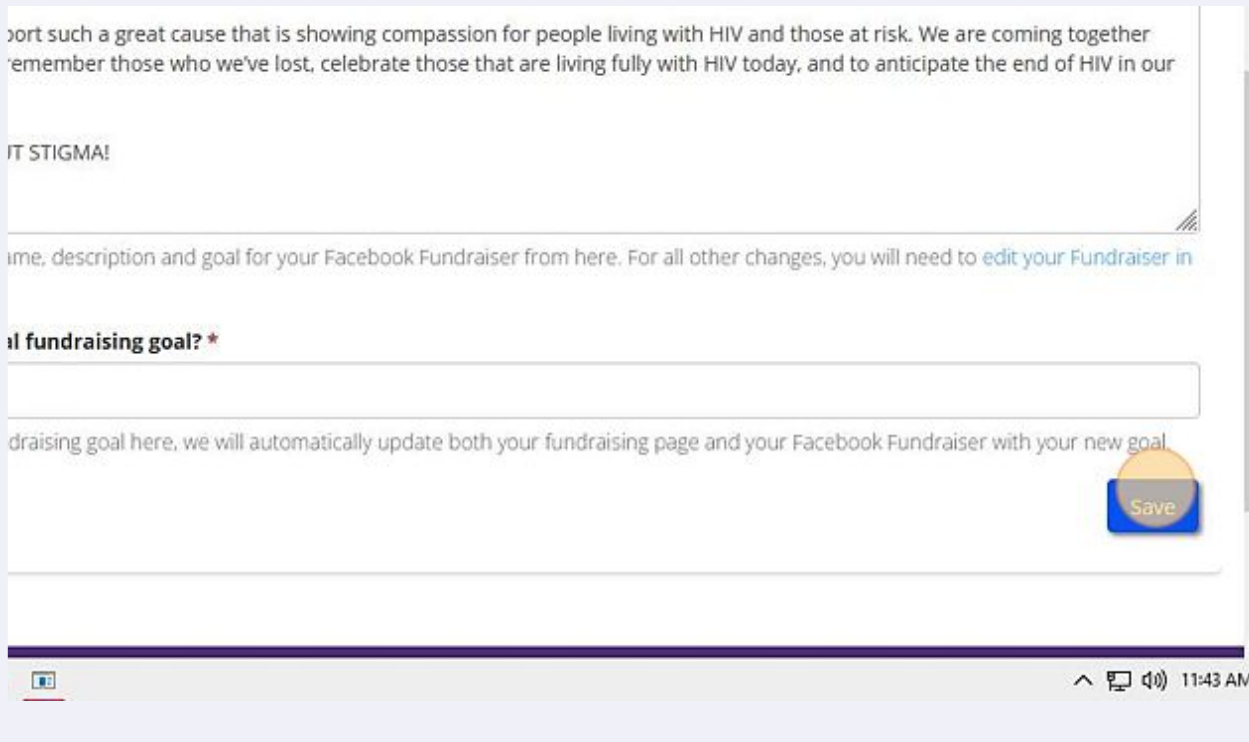 port such a great cause that is showing compassion for people living with HIV and those at risk. We are coming together
remember those who we've lost, celebrate those that are living fully with HIV today, and to anticipate the end of HIV in our
UT STIGMA!
ame, description and goal for your Facebook Fundraiser from here. For all other changes, you will need to edit your Fundraiser in
al fundraising goal? *
draising goal here, we will automatically update both your fundraising page and your Facebook Fundraiser with your new goal.
Save
11:43 AM